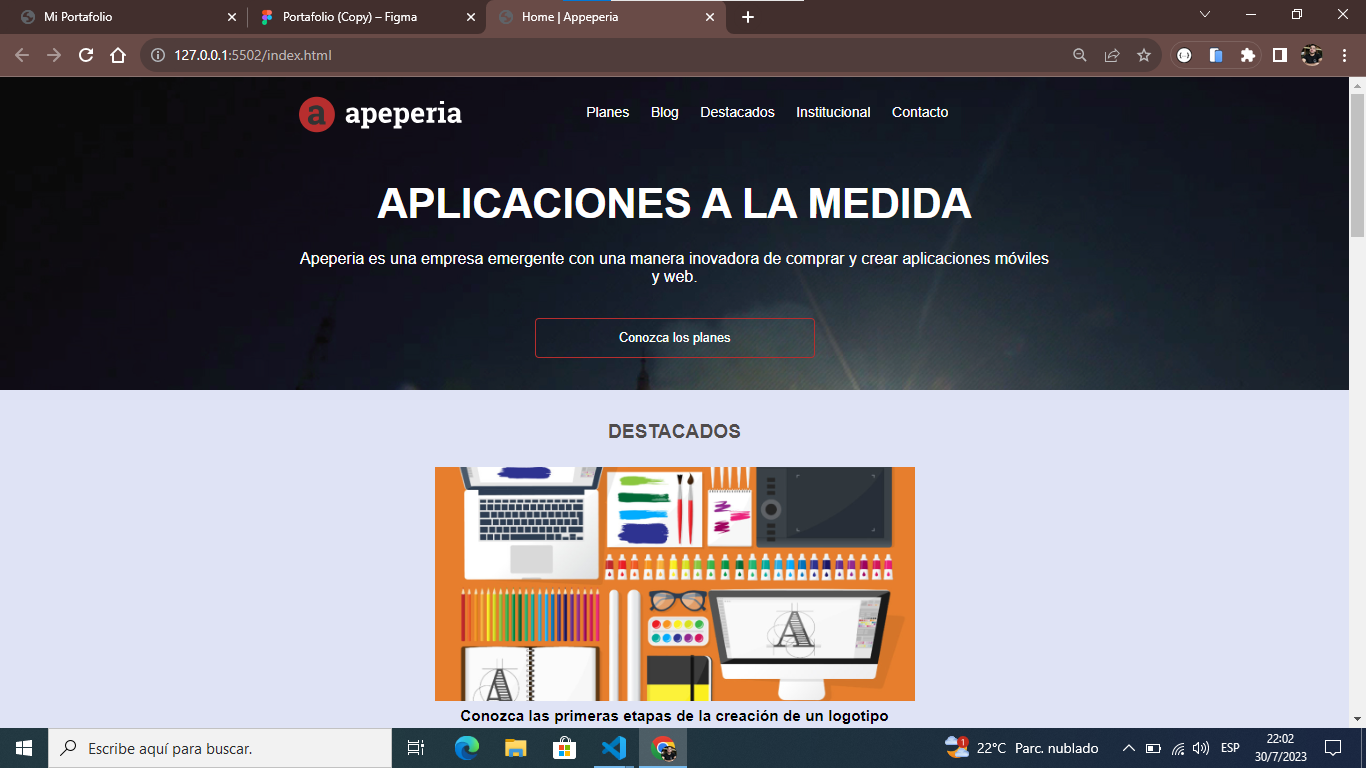 Mi Portafolio
Portafolio (Copy) – Figma
Home | Appeperia
127.0.0.1:5502/index.html
a apeperia
Planes Blog Destacados Institucional Contacto
APLICACIONES A LA MEDIDA
Apeperia es una empresa emergente con una manera inovadora de comprar y crear aplicaciones móviles
y web.
Conozca los planes
DESTACADOS
A
A
Conozca las primeras etapas de la creación de un logotipo
Escribe aquí para buscar.
1
22°C Parc. nublado
ESP
22:02
30/7/2023